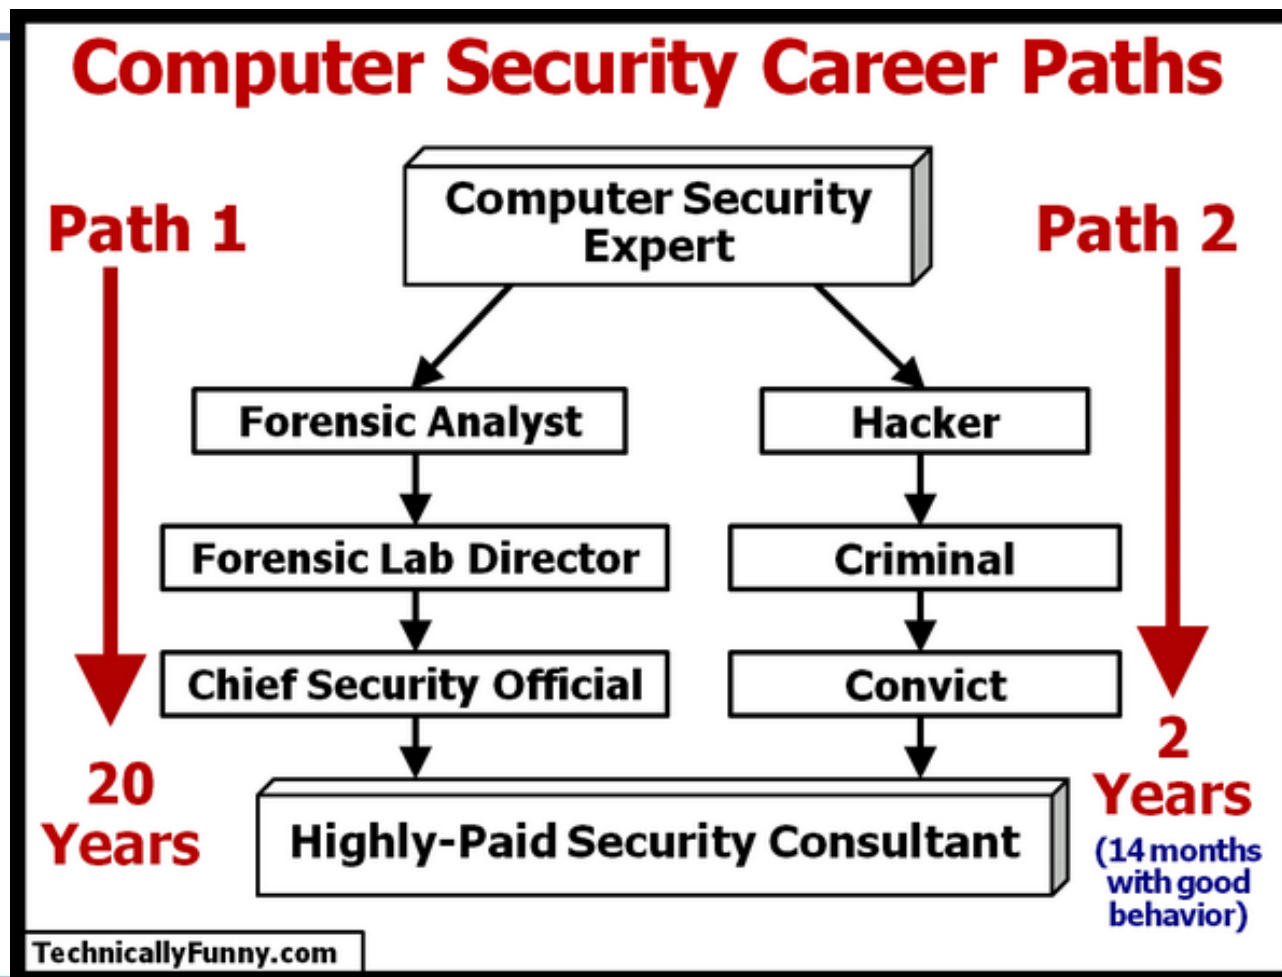 Computer Security Career Paths
Path 1
Computer Security
Expert
Path 2
Forensic Analyst
Hacker
Forensic Lab Director
Criminal
Chief Security Official
Convict
20
Years
2
Years
(14 months
with good
behavior)
Highly-Paid Security Consultant
TechnicallyFunny.com